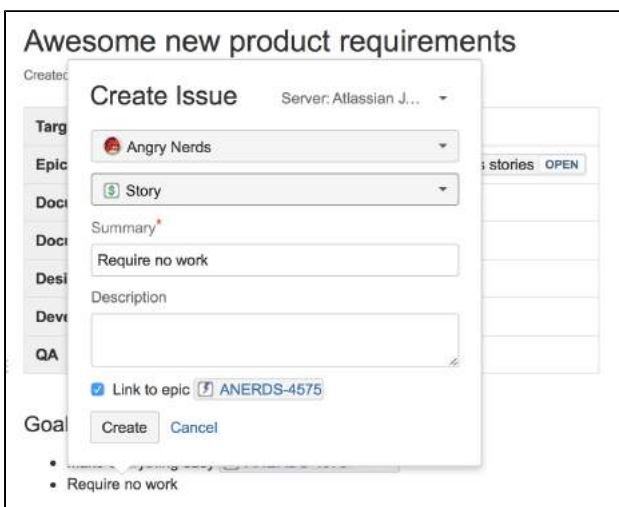 Awesome new product requirements
Created
Create Issue Server: Atlassian J...
Targ
Angry Nerds
Epic
stories OPEN
Story
Docu
Summary*
Docu
Require no work
Desi
Description
Deve
QA
Link to epic ANERDS-4575
Goal
Create Cancel
Require no work